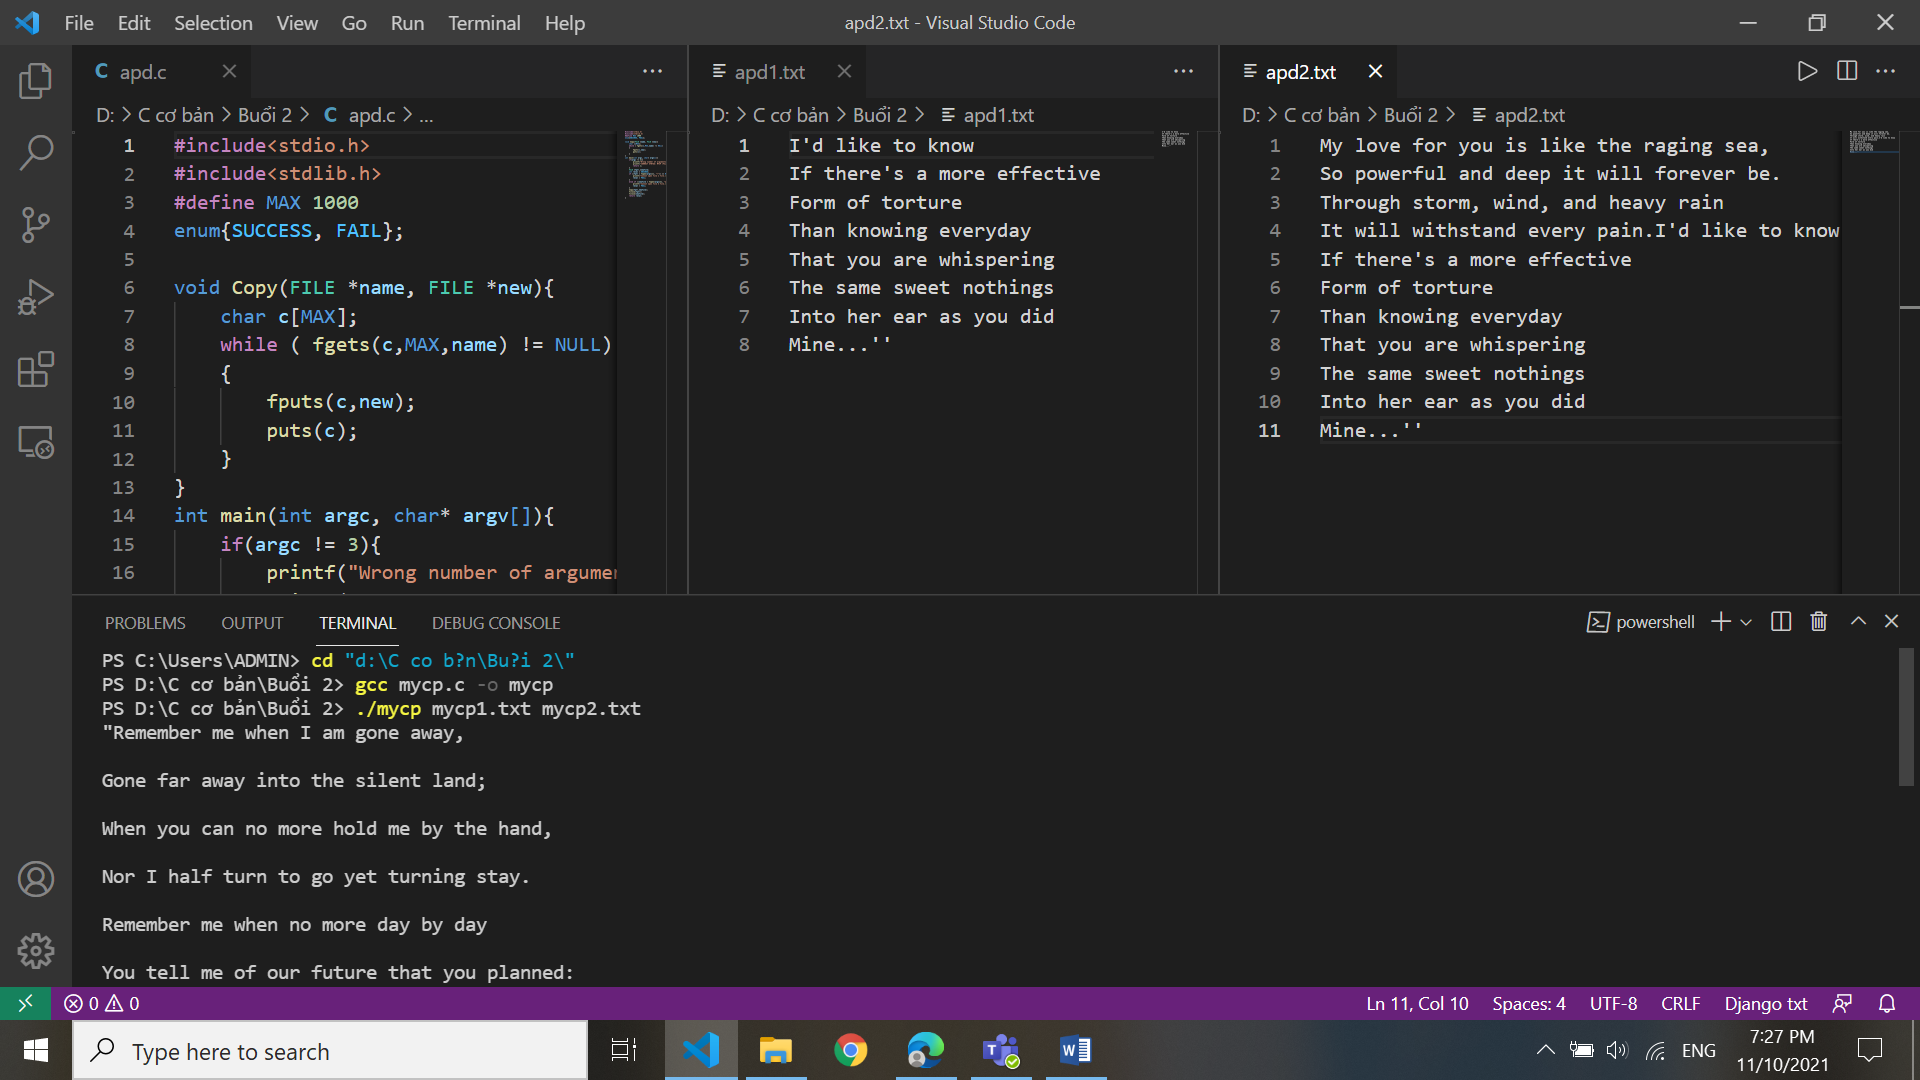 File Edit Selection View Go Run Terminal Help
apd2.txt - Visual Studio Code
C apd.c
D: > C cơ bản > Buổi 2 > C apd.c > ...
1 #include<stdio.h>
2 #include<stdlib.h>
3 #define MAX 1000
4 enum{SUCCESS, FAIL};
5
6 void Copy(FILE *name, FILE *new){
7 char c[MAX];
8 while ( fgets(c,MAX,name) != NULL)
9 {
10 fputs(c,new);
11 puts(c);
12 }
13 }
14 int main(int argc, char* argv[]){
15 if(argc != 3){
16 printf("Wrong number of argume
apd1.txt
D: > C cơ bản > Buổi 2 > apd1.txt
1 I'd like to know
2 If there's a more effective
3 Form of torture
4 Than knowing everyday
5 That you are whispering
6 The same sweet nothings
7 Into her ear as you did
8 Mine...''
apd2.txt
D: > C cơ bản > Buổi 2 > apd2.txt
1 My love for you is like the raging sea,
2 So powerful and deep it will forever be.
3 Through storm, wind, and heavy rain
4 It will withstand every pain.I'd like to know
5 If there's a more effective
6 Form of torture
7 Than knowing everyday
8 That you are whispering
9 The same sweet nothings
10 Into her ear as you did
11 Mine...''
PROBLEMS OUTPUT TERMINAL DEBUG CONSOLE
powershell
PS C:\Users\ADMIN> cd "d:\C co b?n\Bu?i 2\"
PS D:\C cơ bản\Buổi 2> gcc mycp.c -o mycp
PS D:\C cơ bản\Buổi 2> ./mycp mycp1.txt mycp2.txt
"Remember me when I am gone away,
Gone far away into the silent land;
When you can no more hold me by the hand,
Nor I half turn to go yet turning stay.
Remember me when no more day by day
You tell me of our future that you planned:
0 0
Ln 11, Col 10 Spaces: 4 UTF-8 CRLF Django txt
Type here to search
ENG
7:27 PM
11/10/2021